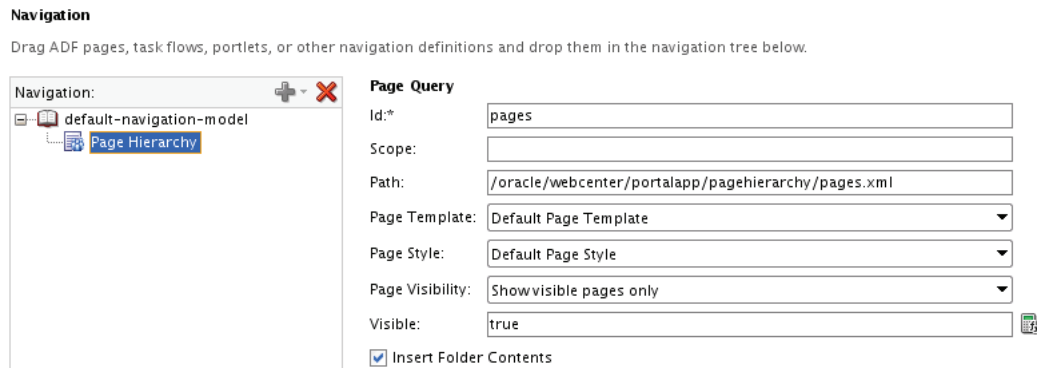 Navigation
Drag ADF pages, task flows, portlets, or other navigation definitions and drop them in the navigation tree below.
Navigation:
default-navigation-model
Page Hierarchy
Page Query
Id:* pages
Scope:
Path: /oracle/webcenter/portalapp/pagehierarchy/pages.xml
Page Template: Default Page Template
Page Style: Default Page Style
Page Visibility: Show visible pages only
Visible: true
Insert Folder Contents